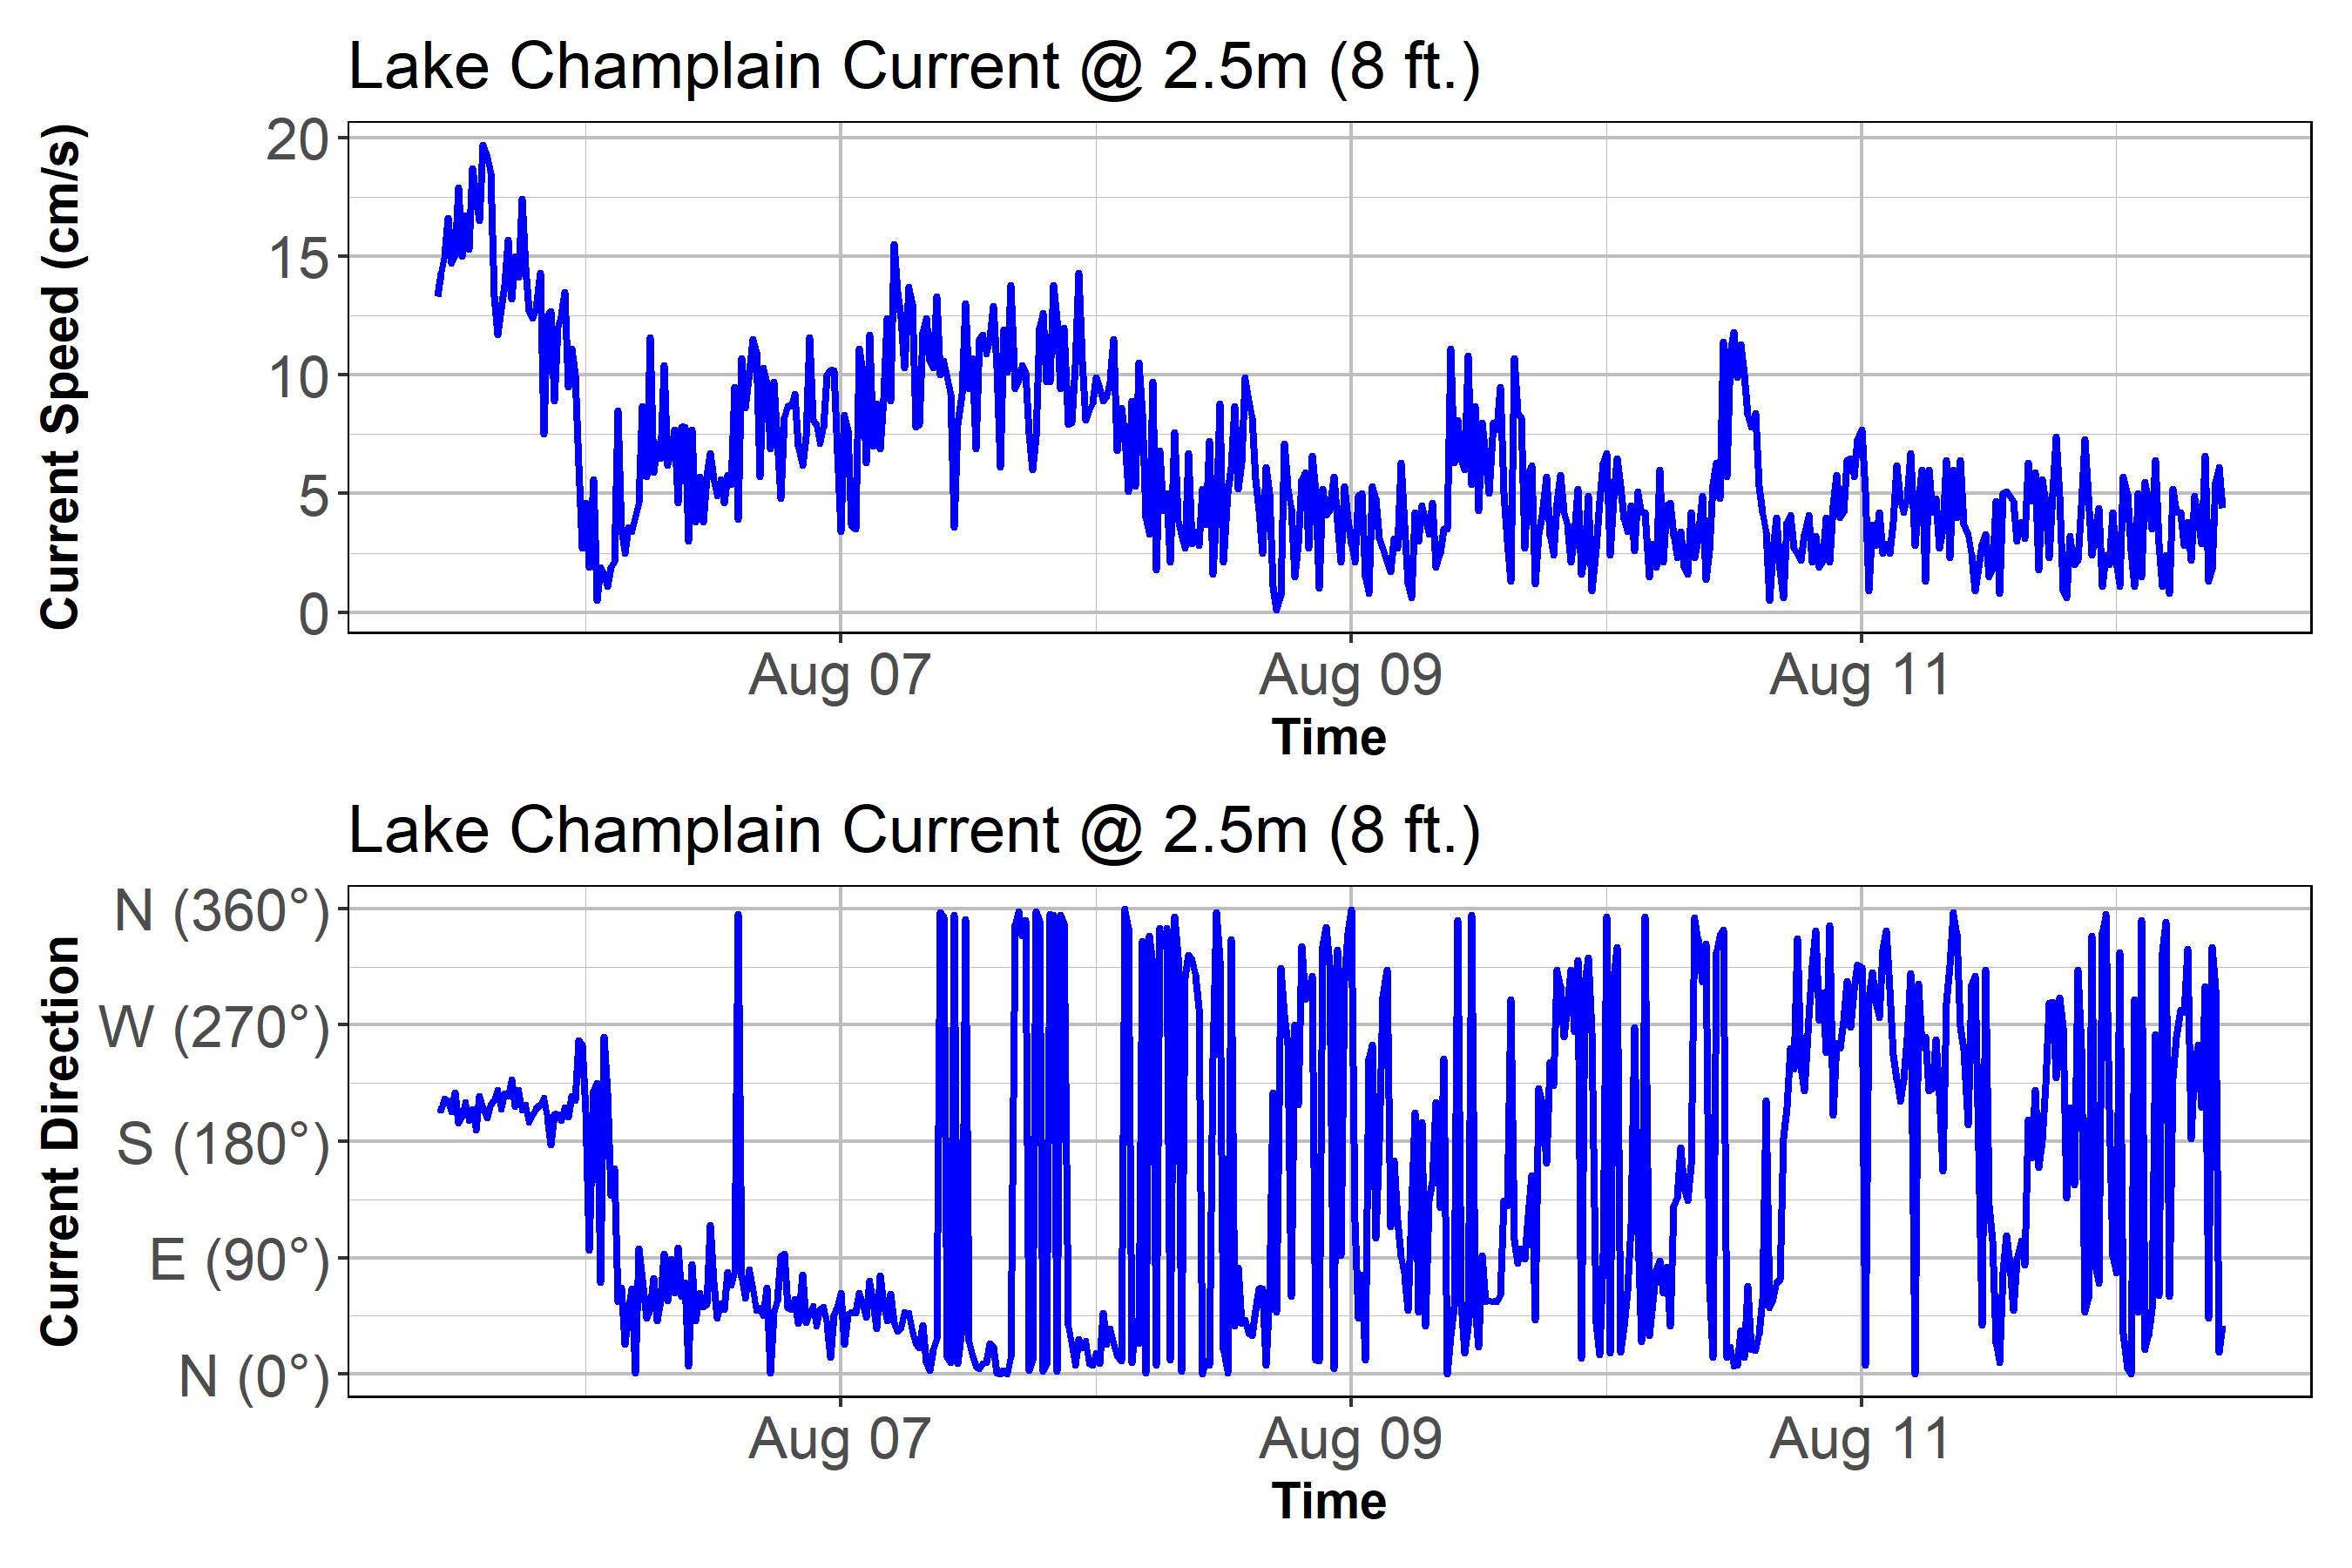 Lake Champlain Current @ 2.5m (8 ft.)
Current Speed (cm/s)
20
15
10
5
0
Aug 07 Aug 09 Aug 11
Time
Lake Champlain Current @ 2.5m (8 ft.)
Current Direction
N (360°)
W (270°)
S (180°)
E (90°)
N (0°)
Aug 07 Aug 09 Aug 11
Time